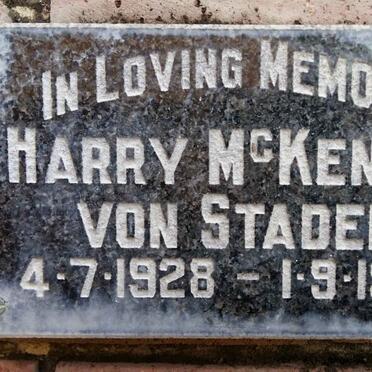 IN LOVING MEMO
HARRY McKEN
VON STADE
4·7·1928 – 1·9·1